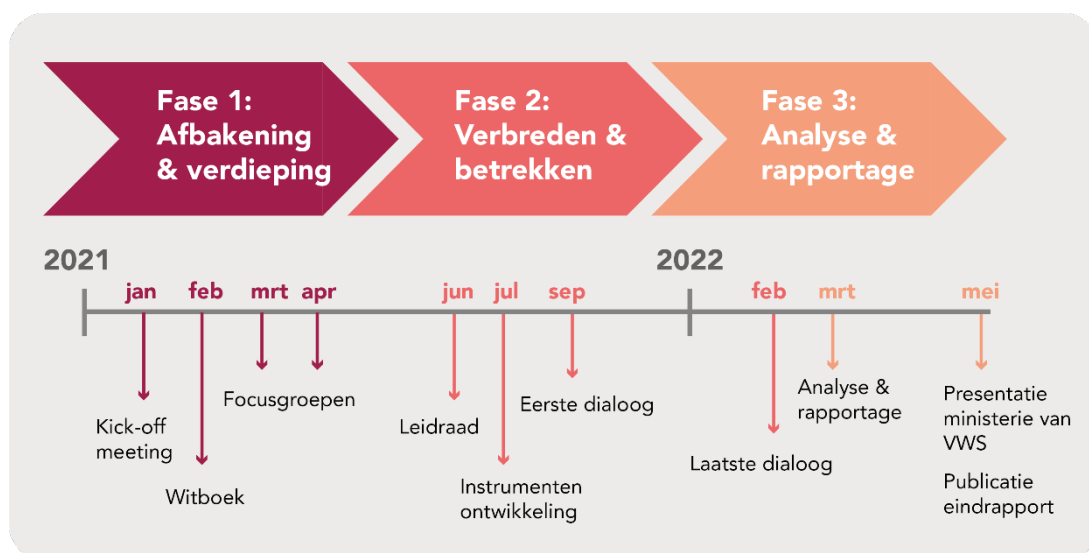 Fase 1:
Afbakening
& verdieping
Fase 2:
Verbreden &
betrekken
Fase 3:
Analyse &
rapportage
2021
2022
jan
feb
mrt
apr
jun
jul
sep
feb
mrt
mei
Kick-off
meeting
Witboek
Focusgroepen
Leidraad
Instrumenten
ontwikkeling
Eerste dialoog
Laatste dialoog
Analyse &
rapportage
Presentatie
ministerie van
VWS
Publicatie
eindrapport